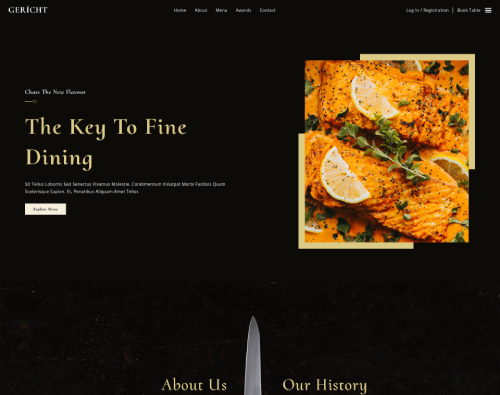 GERÍCHT
Home About Menu Awards Contact
Log In / Registration Book Table
Chase The New Flavour
The Key To Fine
Dining
Sit Tellus Lobortis Sed Senectus Vivamus Molestie. Condimentum Volutpat Morbi Facilisis Quam
Scelerisque Sapien. Et, Penatibus Aliquam Amet Tellus
Explore Menu
About Us Our History